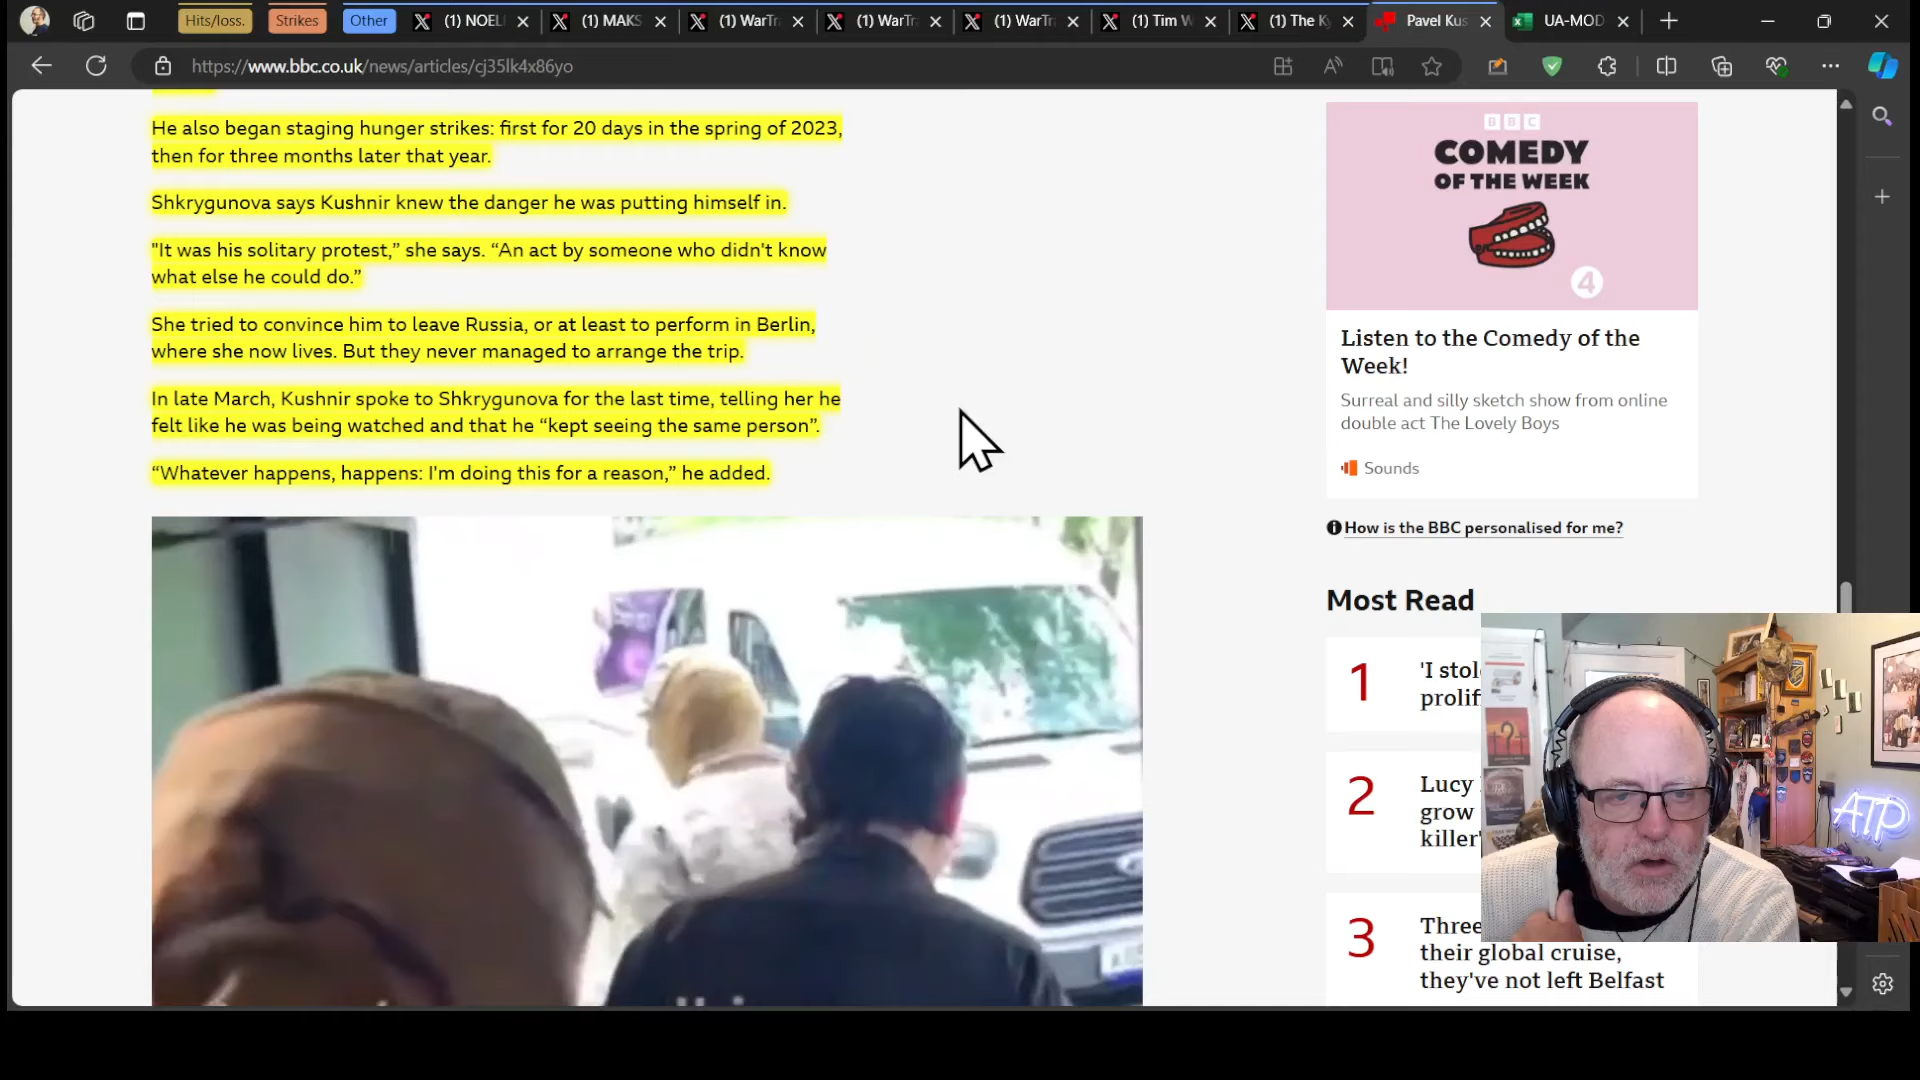 Hits/loss.
Strikes
Other
(1) NOEL
(1) MAKS
(1) WarTr
(1) WarTr
(1) WarTr
(1) Tim W
(1) The Ky
Pavel Kus
UA-MOD
https://www.bbc.co.uk/news/articles/cj35lk4x86yo
He also began staging hunger strikes: first for 20 days in the spring of 2023,
then for three months later that year.
Shkrygunova says Kushnir knew the danger he was putting himself in.
"It was his solitary protest,” she says. “An act by someone who didn't know
what else he could do.”
She tried to convince him to leave Russia, or at least to perform in Berlin,
where she now lives. But they never managed to arrange the trip.
In late March, Kushnir spoke to Shkrygunova for the last time, telling her he
felt like he was being watched and that he “kept seeing the same person”.
“Whatever happens, happens: I'm doing this for a reason,” he added.
BBC
COMEDY
OF THE WEEK
4
Listen to the Comedy of the
Week!
Surreal and silly sketch show from online
double act The Lovely Boys
Sounds
How is the BBC personalised for me?
Most Read
1
'I stol
prolif
2
Lucy
grow
killer'
3
Three
their global cruise,
they've not left Belfast
ATP